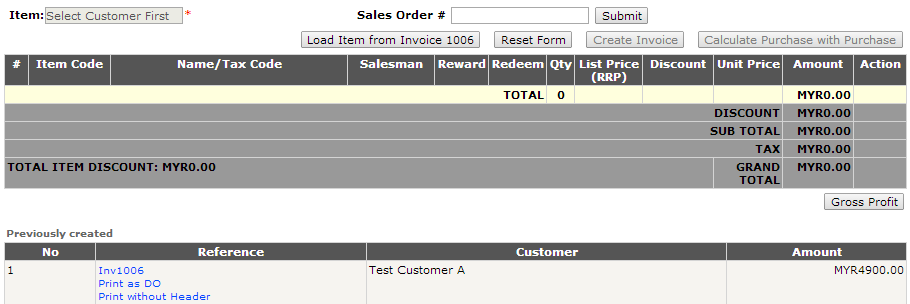 Item: Select Customer First * Sales Order # Submit
Load Item from Invoice 1006 Reset Form Create Invoice Calculate Purchase with Purchase
# Item Code Name/Tax Code Salesman Reward Redeem Qty List Price (RRP) Discount Unit Price Amount Action
TOTAL 0 MYR0.00
DISCOUNT MYR0.00
SUB TOTAL MYR0.00
TAX MYR0.00
TOTAL ITEM DISCOUNT: MYR0.00 GRAND TOTAL MYR0.00
Gross Profit
Previously created
No Reference Customer Amount
1 Inv1006 Test Customer A MYR4900.00
Print as DO
Print without Header